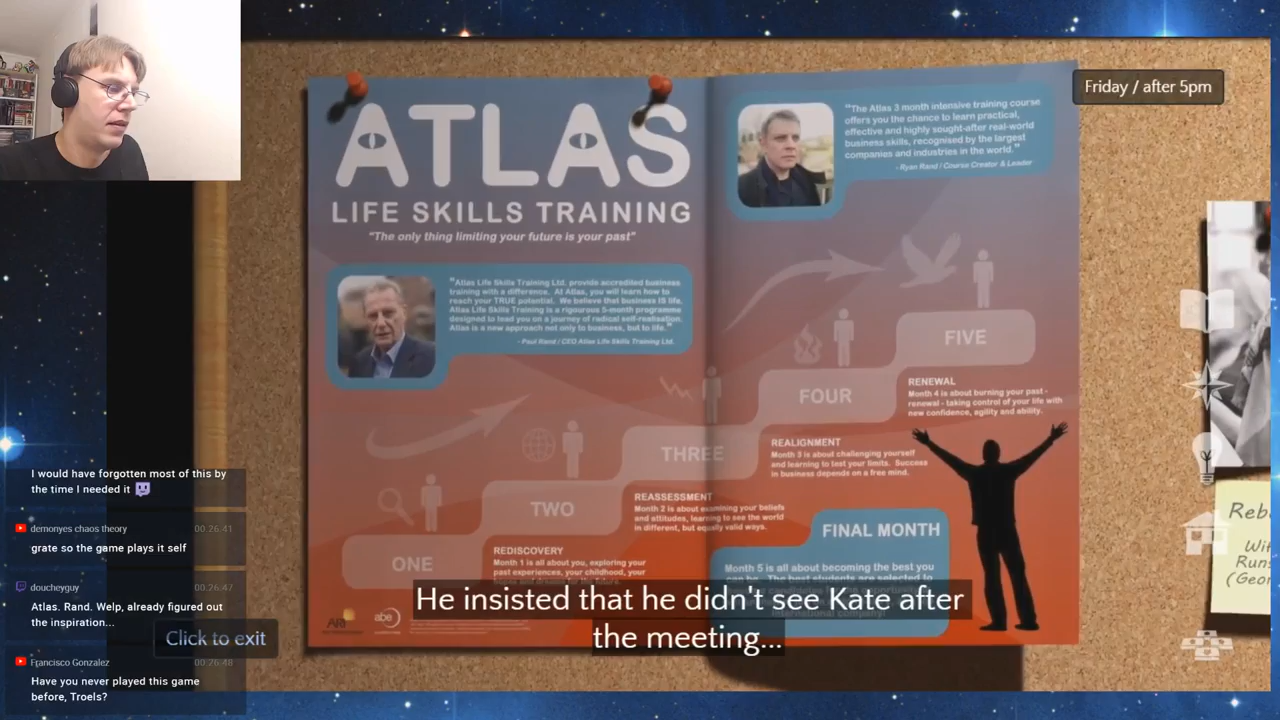 Friday / after 5pm
ATLAS
LIFE SKILLS TRAINING
"The only thing limiting your future is your past"
"Atlas Life Skills Training Ltd. provide accredited business
training with a difference. At Atlas, you will learn how to
reach your TRUE potential. We believe that business IS life.
Atlas Life Skills Training is a rigourous 5-month programme
designed to lead you on a journey of radical self-realisation.
Atlas is a new approach not only to business, but to life."
- Paul Rand / CEO Atlas Life Skills Training Ltd.
"The Atlas 3 month intensive training course
offers you the chance to learn practical,
effective and highly sought-after real-world
business skills, recognised by the largest
companies and industries in the world."
- Ryan Rand / Course Creator & Leader
FIVE
RENEWAL
Month 4 is about burning your past -
renewal - taking control of your life with
new confidence, agility and ability.
FOUR
REALIGNMENT
Month 3 is about challenging yourself
and learning to test your limits. Success
in business depends on a free mind.
THREE
REASSESSMENT
Month 2 is about examining your beliefs
and attitudes, learning to see the world
in different, but equally valid ways.
TWO
REDISCOVERY
Month 1 is all about you, exploring your
past experiences, your childhood, your
ONE
FINAL MONTH
Month 5 is all about becoming the best you
can be. The best students are selected to
abe
He insisted that he didn't see Kate after
the meeting...
I would have forgotten most of this by
the time I needed it
demonyes chaos theory 00:26:41
grate so the game plays it self
doucheyguy 00:26:47
Atlas. Rand. Welp, already figured out
the inspiration...
Click to exit
Francisco Gonzalez 00:26:48
Have you never played this game
before, Troels?
Reb
Wit
Runs
(Geor